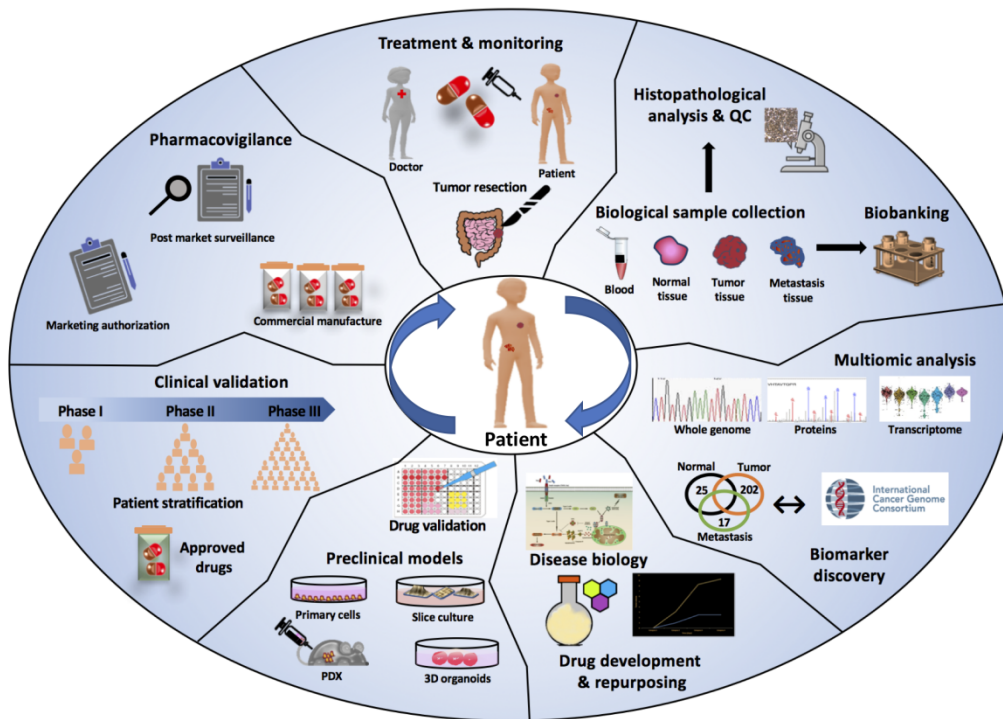 Treatment & monitoring
Doctor
Patient
Tumor resection
Histopathological
analysis & QC
Biological sample collection
Biobanking
Blood
Normal
tissue
Tumor
tissue
Metastasis
tissue
Multiomic analysis
Whole genome
Proteins
Transcriptome
Normal
Tumor
25
202
17
Metastasis
International
Cancer Genome
Consortium
Biomarker
discovery
Disease biology
Drug development
& repurposing
Drug validation
Preclinical models
Primary cells
Slice culture
PDX
3D organoids
Clinical validation
Phase I
Phase II
Phase III
Patient stratification
Approved
drugs
Pharmacovigilance
Post market surveillance
Marketing authorization
Commercial manufacture
Patient